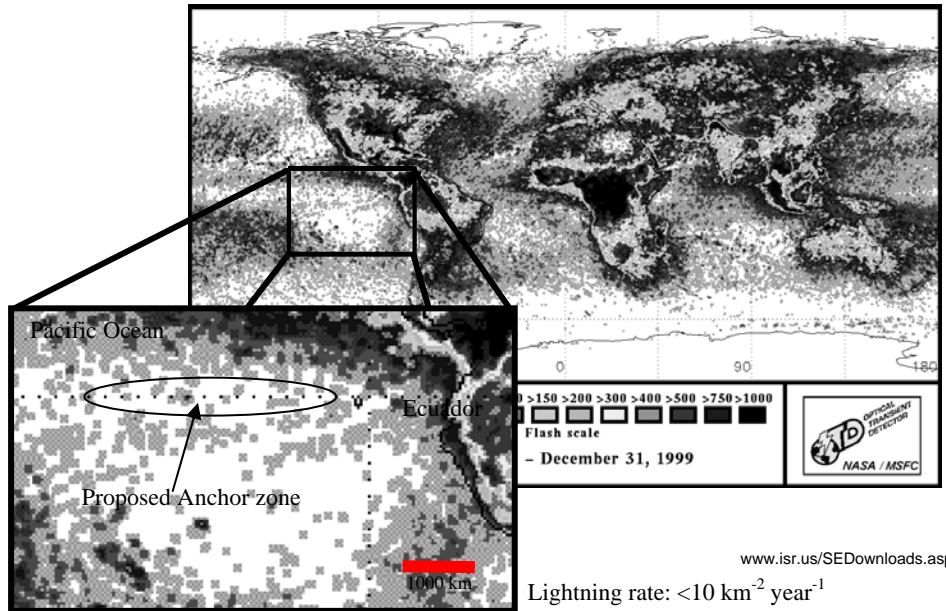 Pacific Ocean
Ecuador
Proposed Anchor zone
1000 km
0 90 180
>150 >200 >300 >400 >500 >750 >1000
Flash scale
– December 31, 1999
OPTICAL
TRANSIENT
DETECTOR
NASA / MSFC
www.isr.us/SEDownloads.asp
Lightning rate: <10 km⁻² year⁻¹